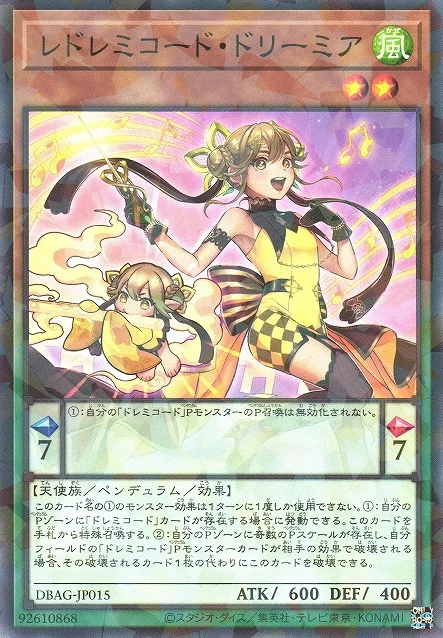 レドレミコード・ドリーミア
風
①:自分の「ドレミコード」PモンスターのP召喚は無効化されない。
7
7
【天使族/ペンデュラム/効果】
このカード名の①のモンスター効果は1ターンに1度しか使用できない。①:自分の
Pゾーンに「ドレミコード」カードが存在する場合に発動できる。このカードを
手札から特殊召喚する。②:自分のPゾーンに奇数のPスケールが存在し、自分
フィールドの「ドレミコード」Pモンスターカードが相手の効果で破壊される
場合、その破壊されるカード1枚の代わりにこのカードを破壊できる。
DBAG-JP015 ATK/ 600 DEF/ 400
92610868 ©スタジオ・ダイス/集英社・テレビ東京・KONAMI